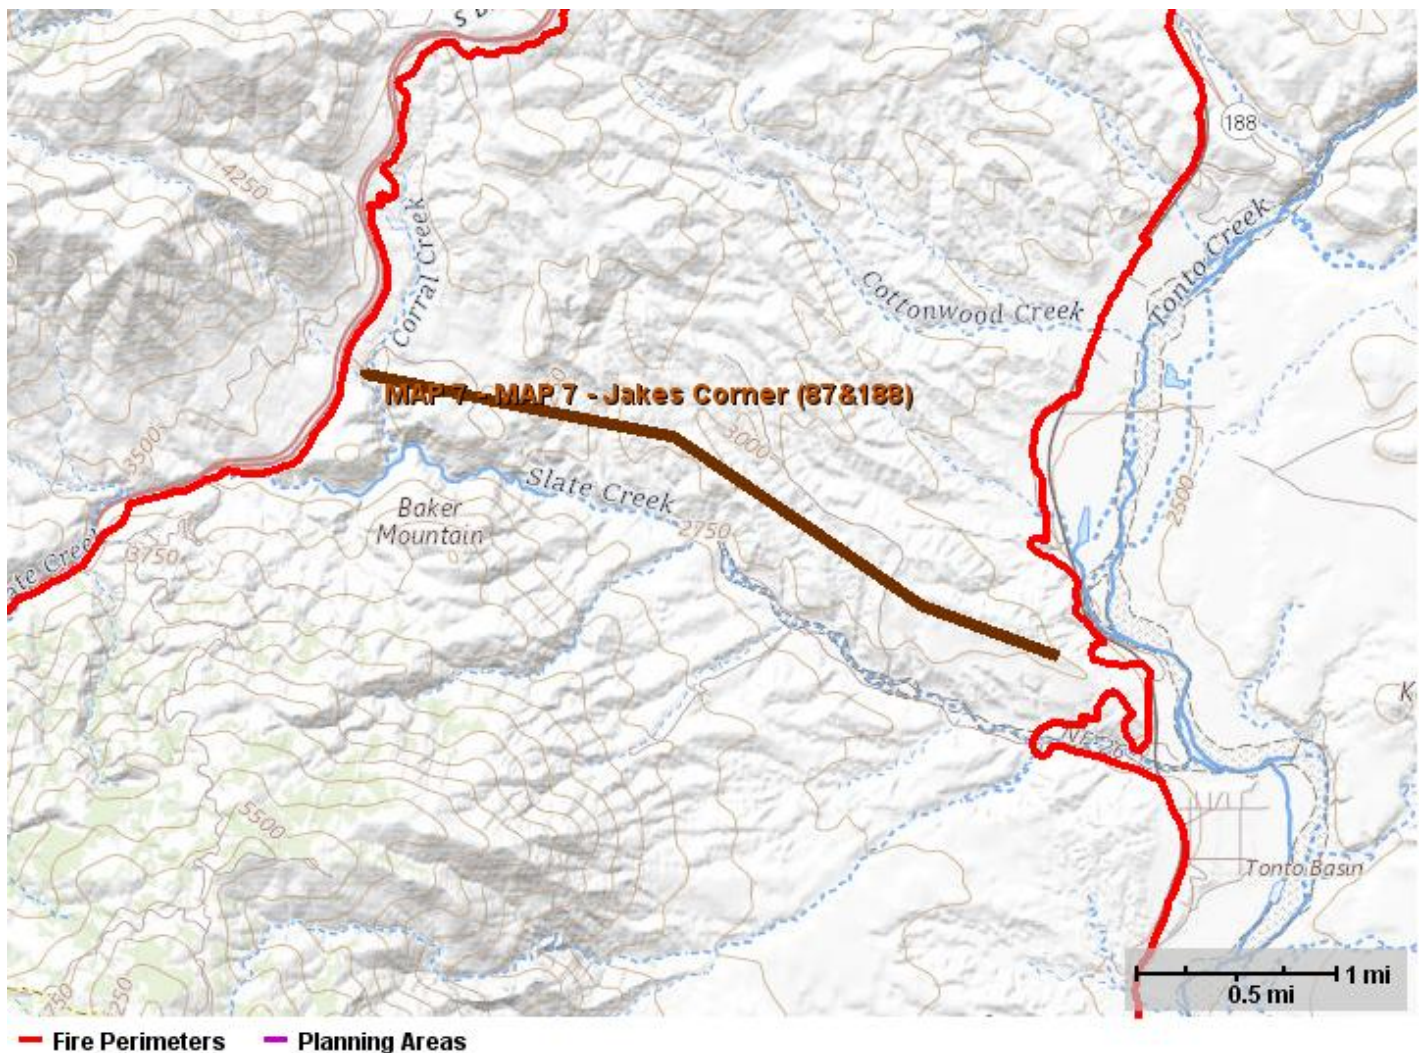 188
4250
Corral Creek
Tonto Creek
Cottonwood Creek
MAP 7 - MAP 7 - Jakes Corner (87&188)
3000
3500
Slate Creek
2500
Baker
Mountain
2750
3750
Creek
K
5500
Tonto Basin
250
250
1 mi
0.5 mi
Fire Perimeters
Planning Areas